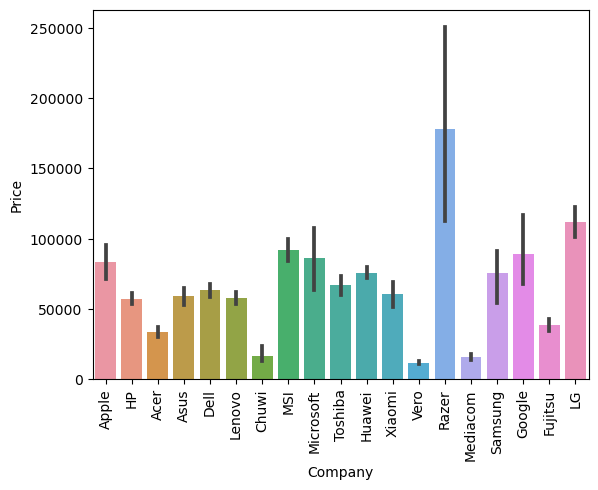 250000
200000
150000
100000
50000
0
Price
Apple
HP
Acer
Asus
Dell
Lenovo
Chuwi
MSI
Microsoft
Toshiba
Huawei
Xiaomi
Vero
Razer
Mediacom
Samsung
Google
Fujitsu
LG
Company